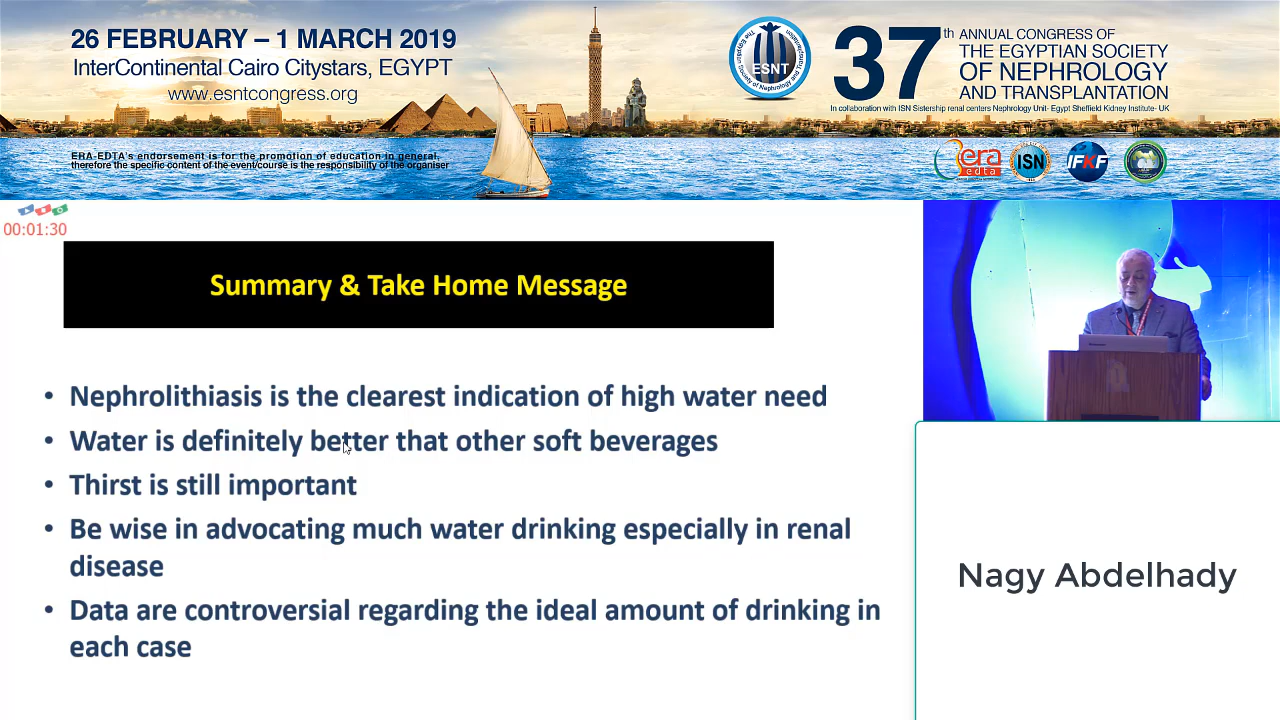 26 FEBRUARY – 1 MARCH 2019
InterContinental Cairo Citystars, EGYPT
www.esntcongress.org
ERA-EDTA's endorsement is for the promotion of education in general,
therefore the specific content of the event/course is the responsibility of the organiser
ESNT
37th
ANNUAL CONGRESS OF
THE EGYPTIAN SOCIETY
OF NEPHROLOGY
AND TRANSPLANTATION
In collaboration with ISN Sistership renal centers Nephrology Unit- Egypt Sheffield Kidney Institute- UK
era
edta
ISN
IFKF
00:01:30
Summary & Take Home Message
• Nephrolithiasis is the clearest indication of high water need
• Water is definitely better that other soft beverages
• Thirst is still important
• Be wise in advocating much water drinking especially in renal
disease
• Data are controversial regarding the ideal amount of drinking in
each case
Nagy Abdelhady